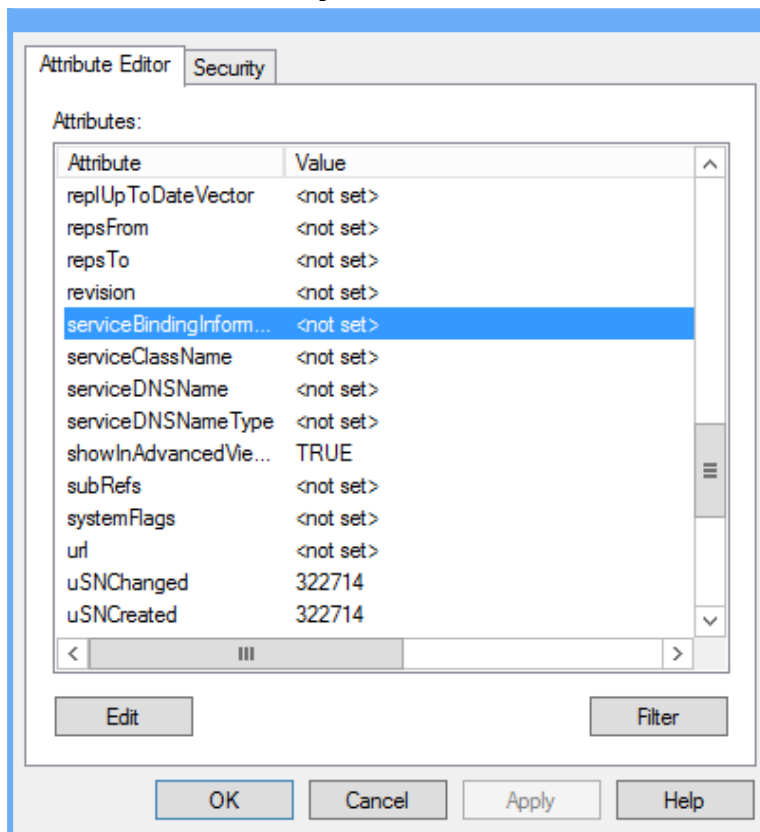 Attribute Editor Security
Attributes:
Attribute Value
replUpToDateVector <not set>
repsFrom <not set>
repsTo <not set>
revision <not set>
serviceBindingInform... <not set>
serviceClassName <not set>
serviceDNSName <not set>
serviceDNSNameType <not set>
showInAdvancedVie... TRUE
subRefs <not set>
systemFlags <not set>
url <not set>
uSNChanged 322714
uSNCreated 322714
Edit Filter
OK Cancel Apply Help